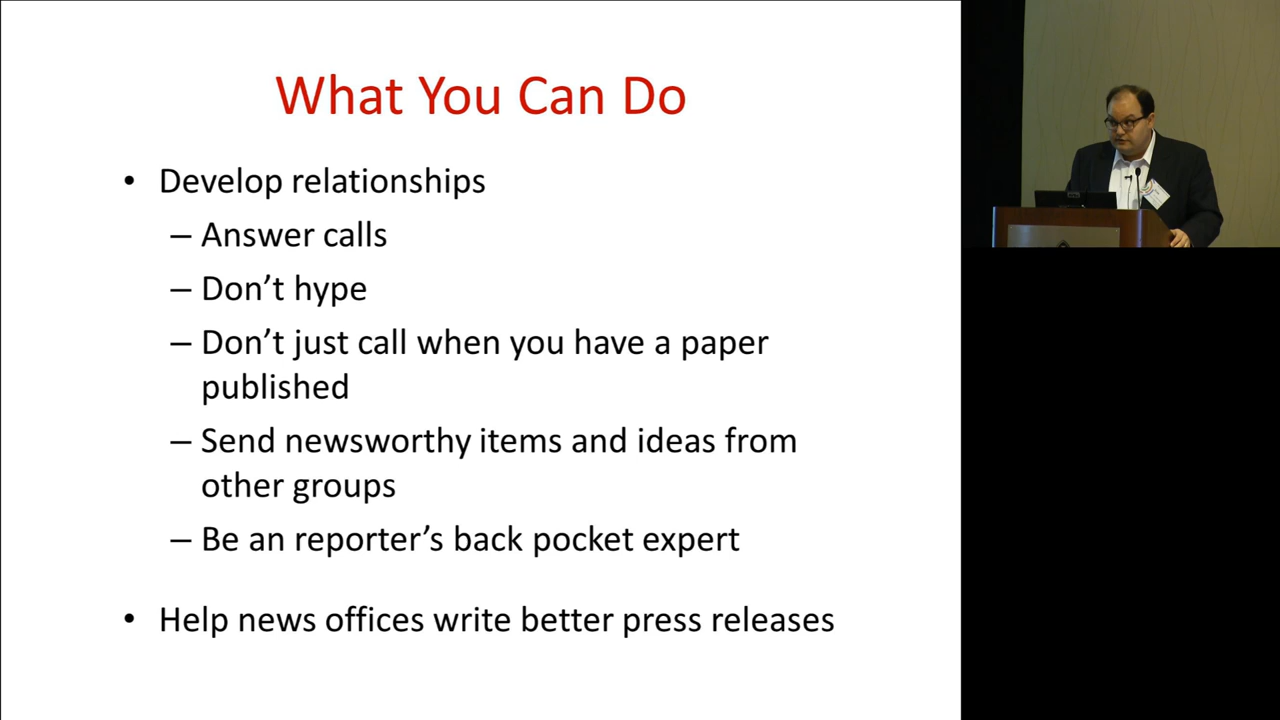 What You Can Do
• Develop relationships
– Answer calls
– Don’t hype
– Don’t just call when you have a paper
published
– Send newsworthy items and ideas from
other groups
– Be an reporter’s back pocket expert
• Help news offices write better press releases